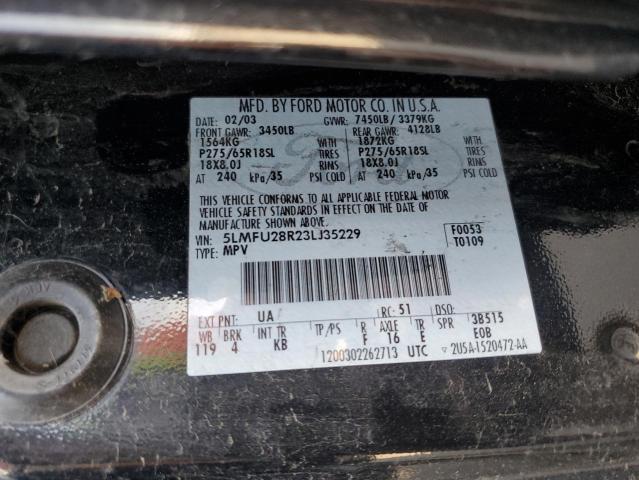 MFD. BY FORD MOTOR CO. IN U.S.A.
DATE: 02/03 GVWR: 7450LB / 3379KG
FRONT GAWR: 3450LB REAR GAWR: 4128LB
1564KG WITH 1872KG WITH
P275/65R18SL TIRES P275/65R18SL TIRES
18X8.0J RIMS 18X8.0J RIMS
AT 240 kPa/35 PSI COLD AT 240 kPa/35 PSI COLD
THIS VEHICLE CONFORMS TO ALL APPLICABLE FEDERAL MOTOR
VEHICLE SAFETY STANDARDS IN EFFECT ON THE DATE OF
MANUFACTURE SHOWN ABOVE.
VIN: 5LMFU28R23LJ35229 F0053
TYPE: MPV T0109
EXT PNT: UA RC: 51 DSO:
WB BRK INT TR TP/PS R AXLE TR SPR 3B515
119 4 KB F 16 E E EOB
1200302262713 UTC 2U5A-1520472-AA
Ford